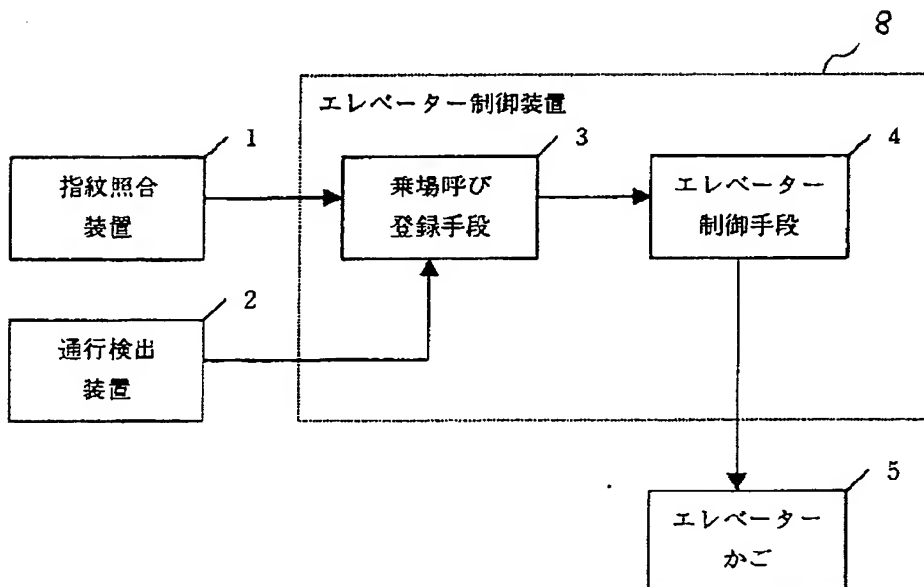 8
エレベーター制御装置
1
指紋照合
装置
3
乗場呼び
登録手段
4
エレベーター
制御手段
2
通行検出
装置
5
エレベーター
かご